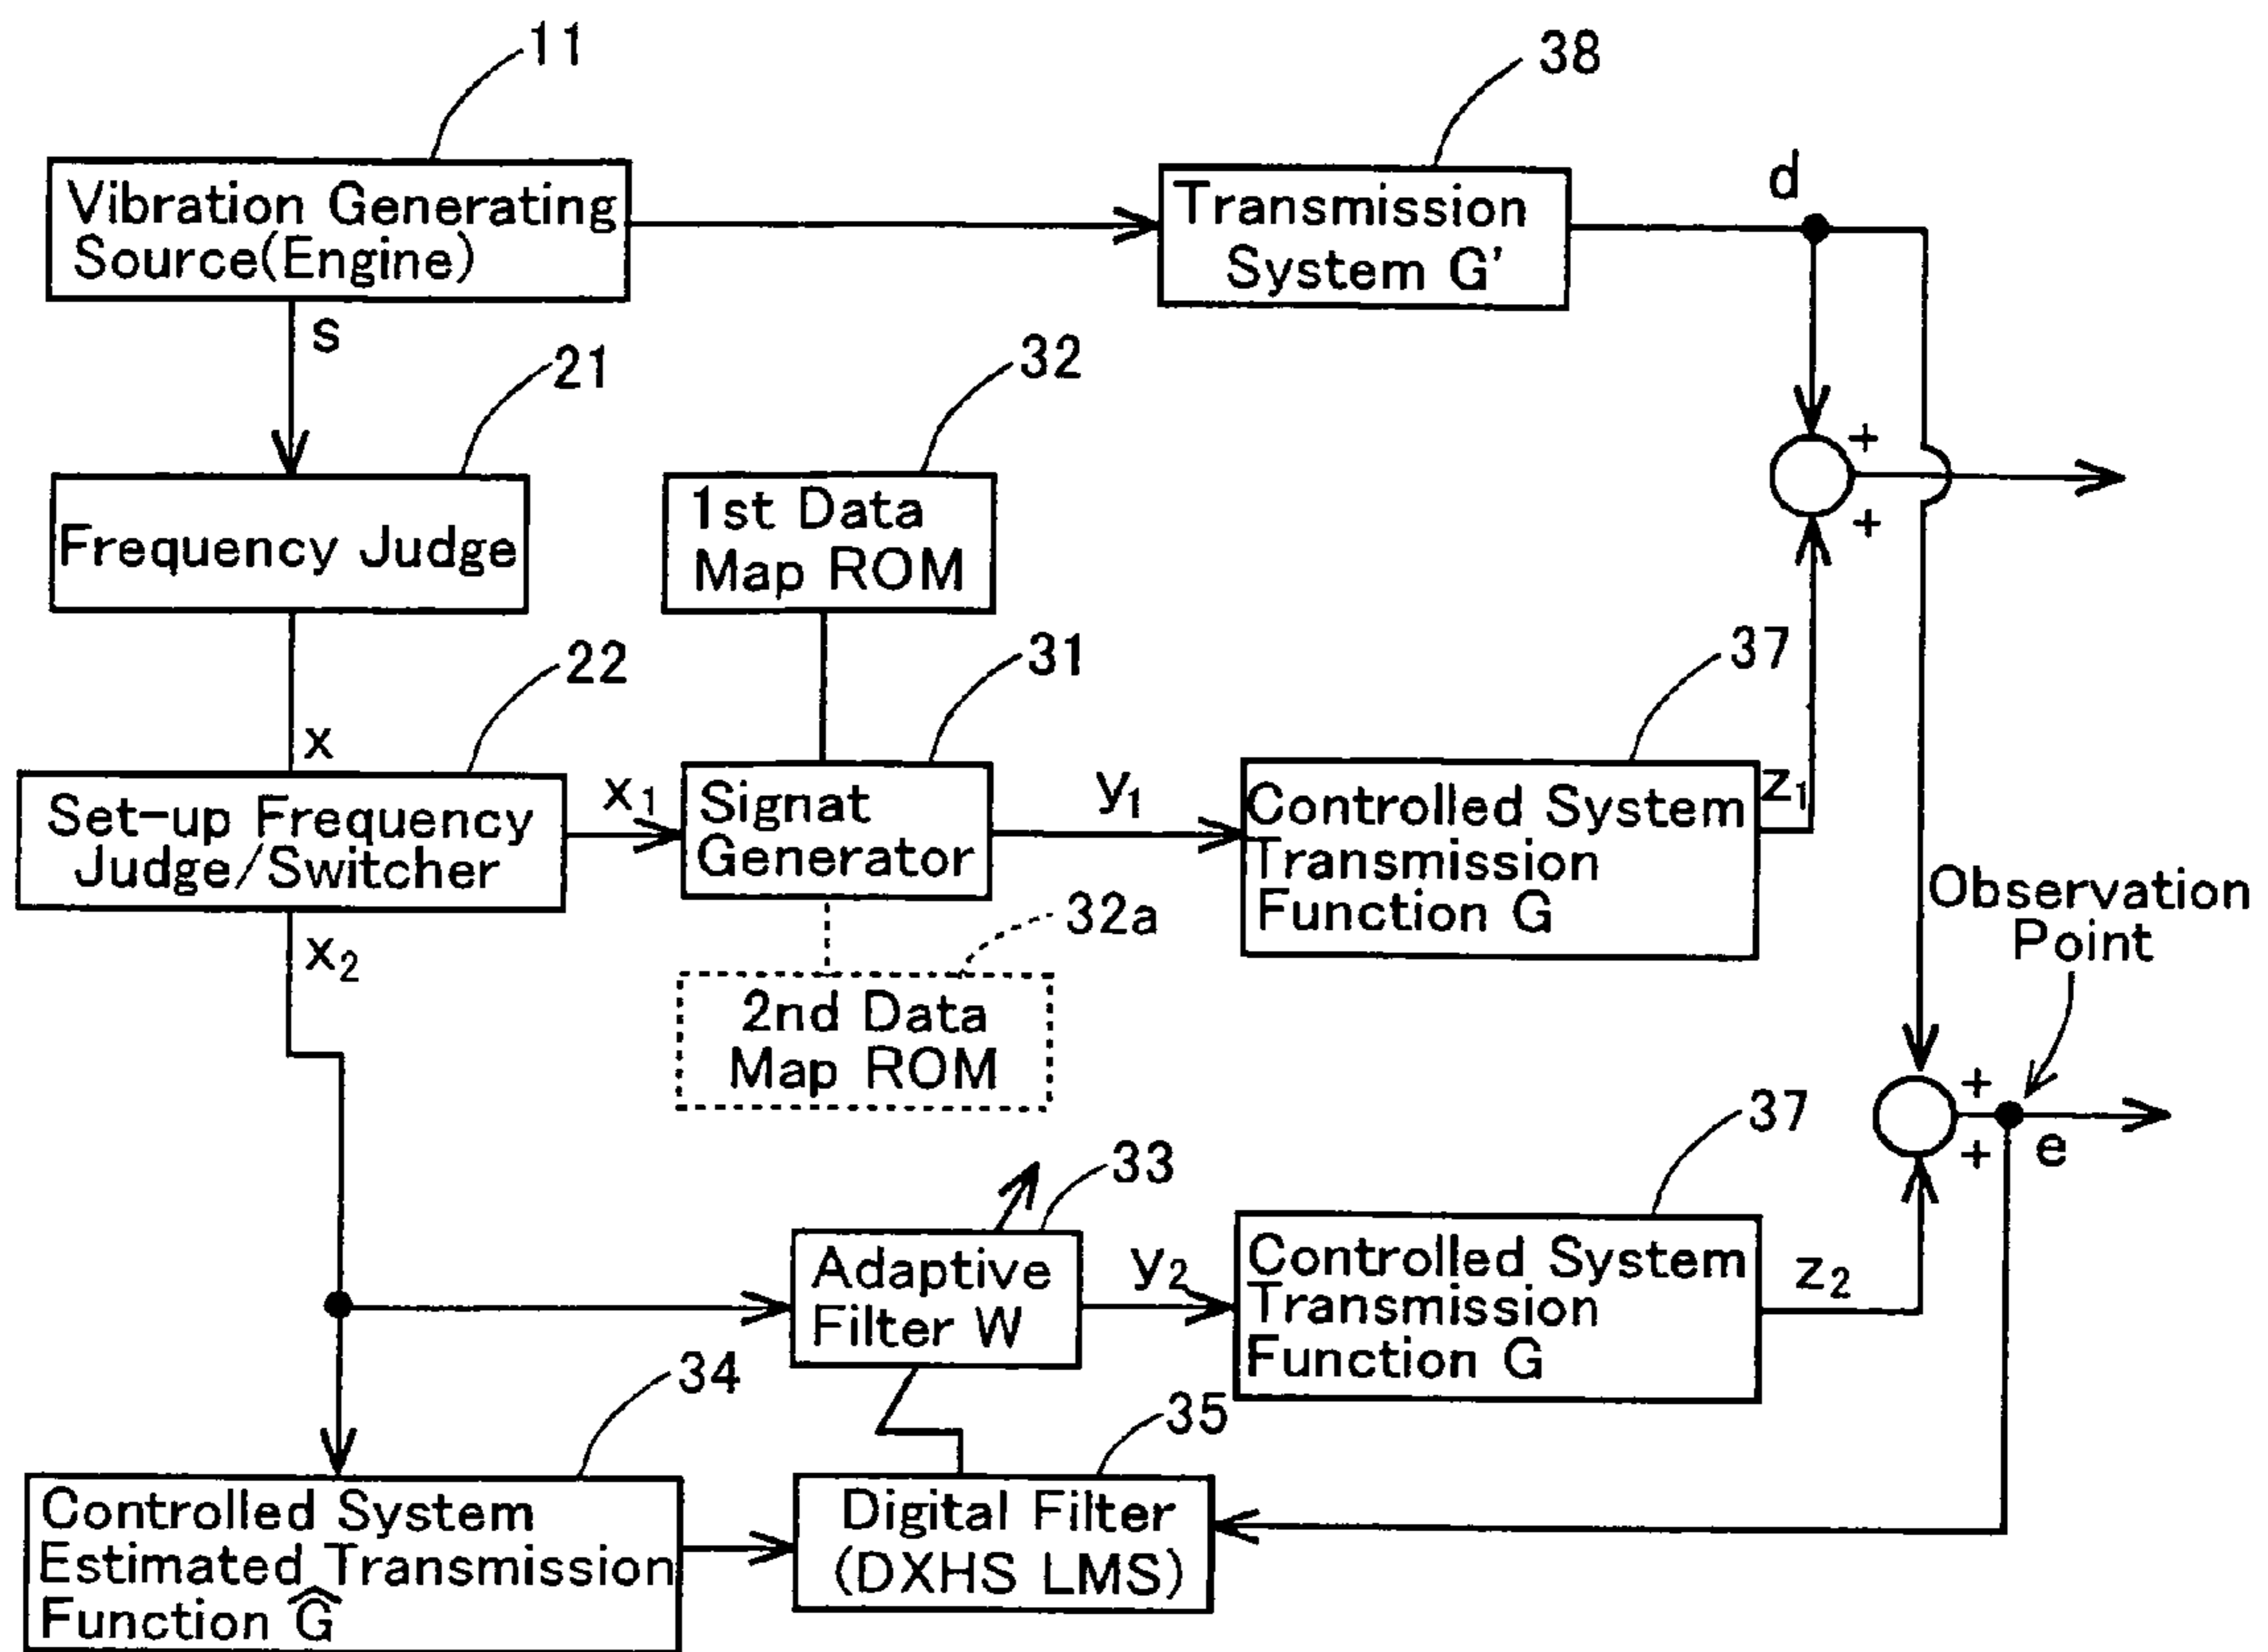 11
38
Vibration Generating
Source(Engine)
Transmission
System G'
d
s
21
32
Frequency Judge
1st Data
Map ROM
+
+
22
31
37
x
Set-up Frequency
Judge/Switcher
x1
Signat
Generator
y1
Controlled System
Transmission
Function G
z1
Observation
Point
x2
32a
2nd Data
Map ROM
33
37
+
+
e
Adaptive
Filter W
y2
Controlled System
Transmission
Function G
z2
34
35
Controlled System
Estimated Transmission
Function Ĝ
Digital Filter
(DXHS LMS)